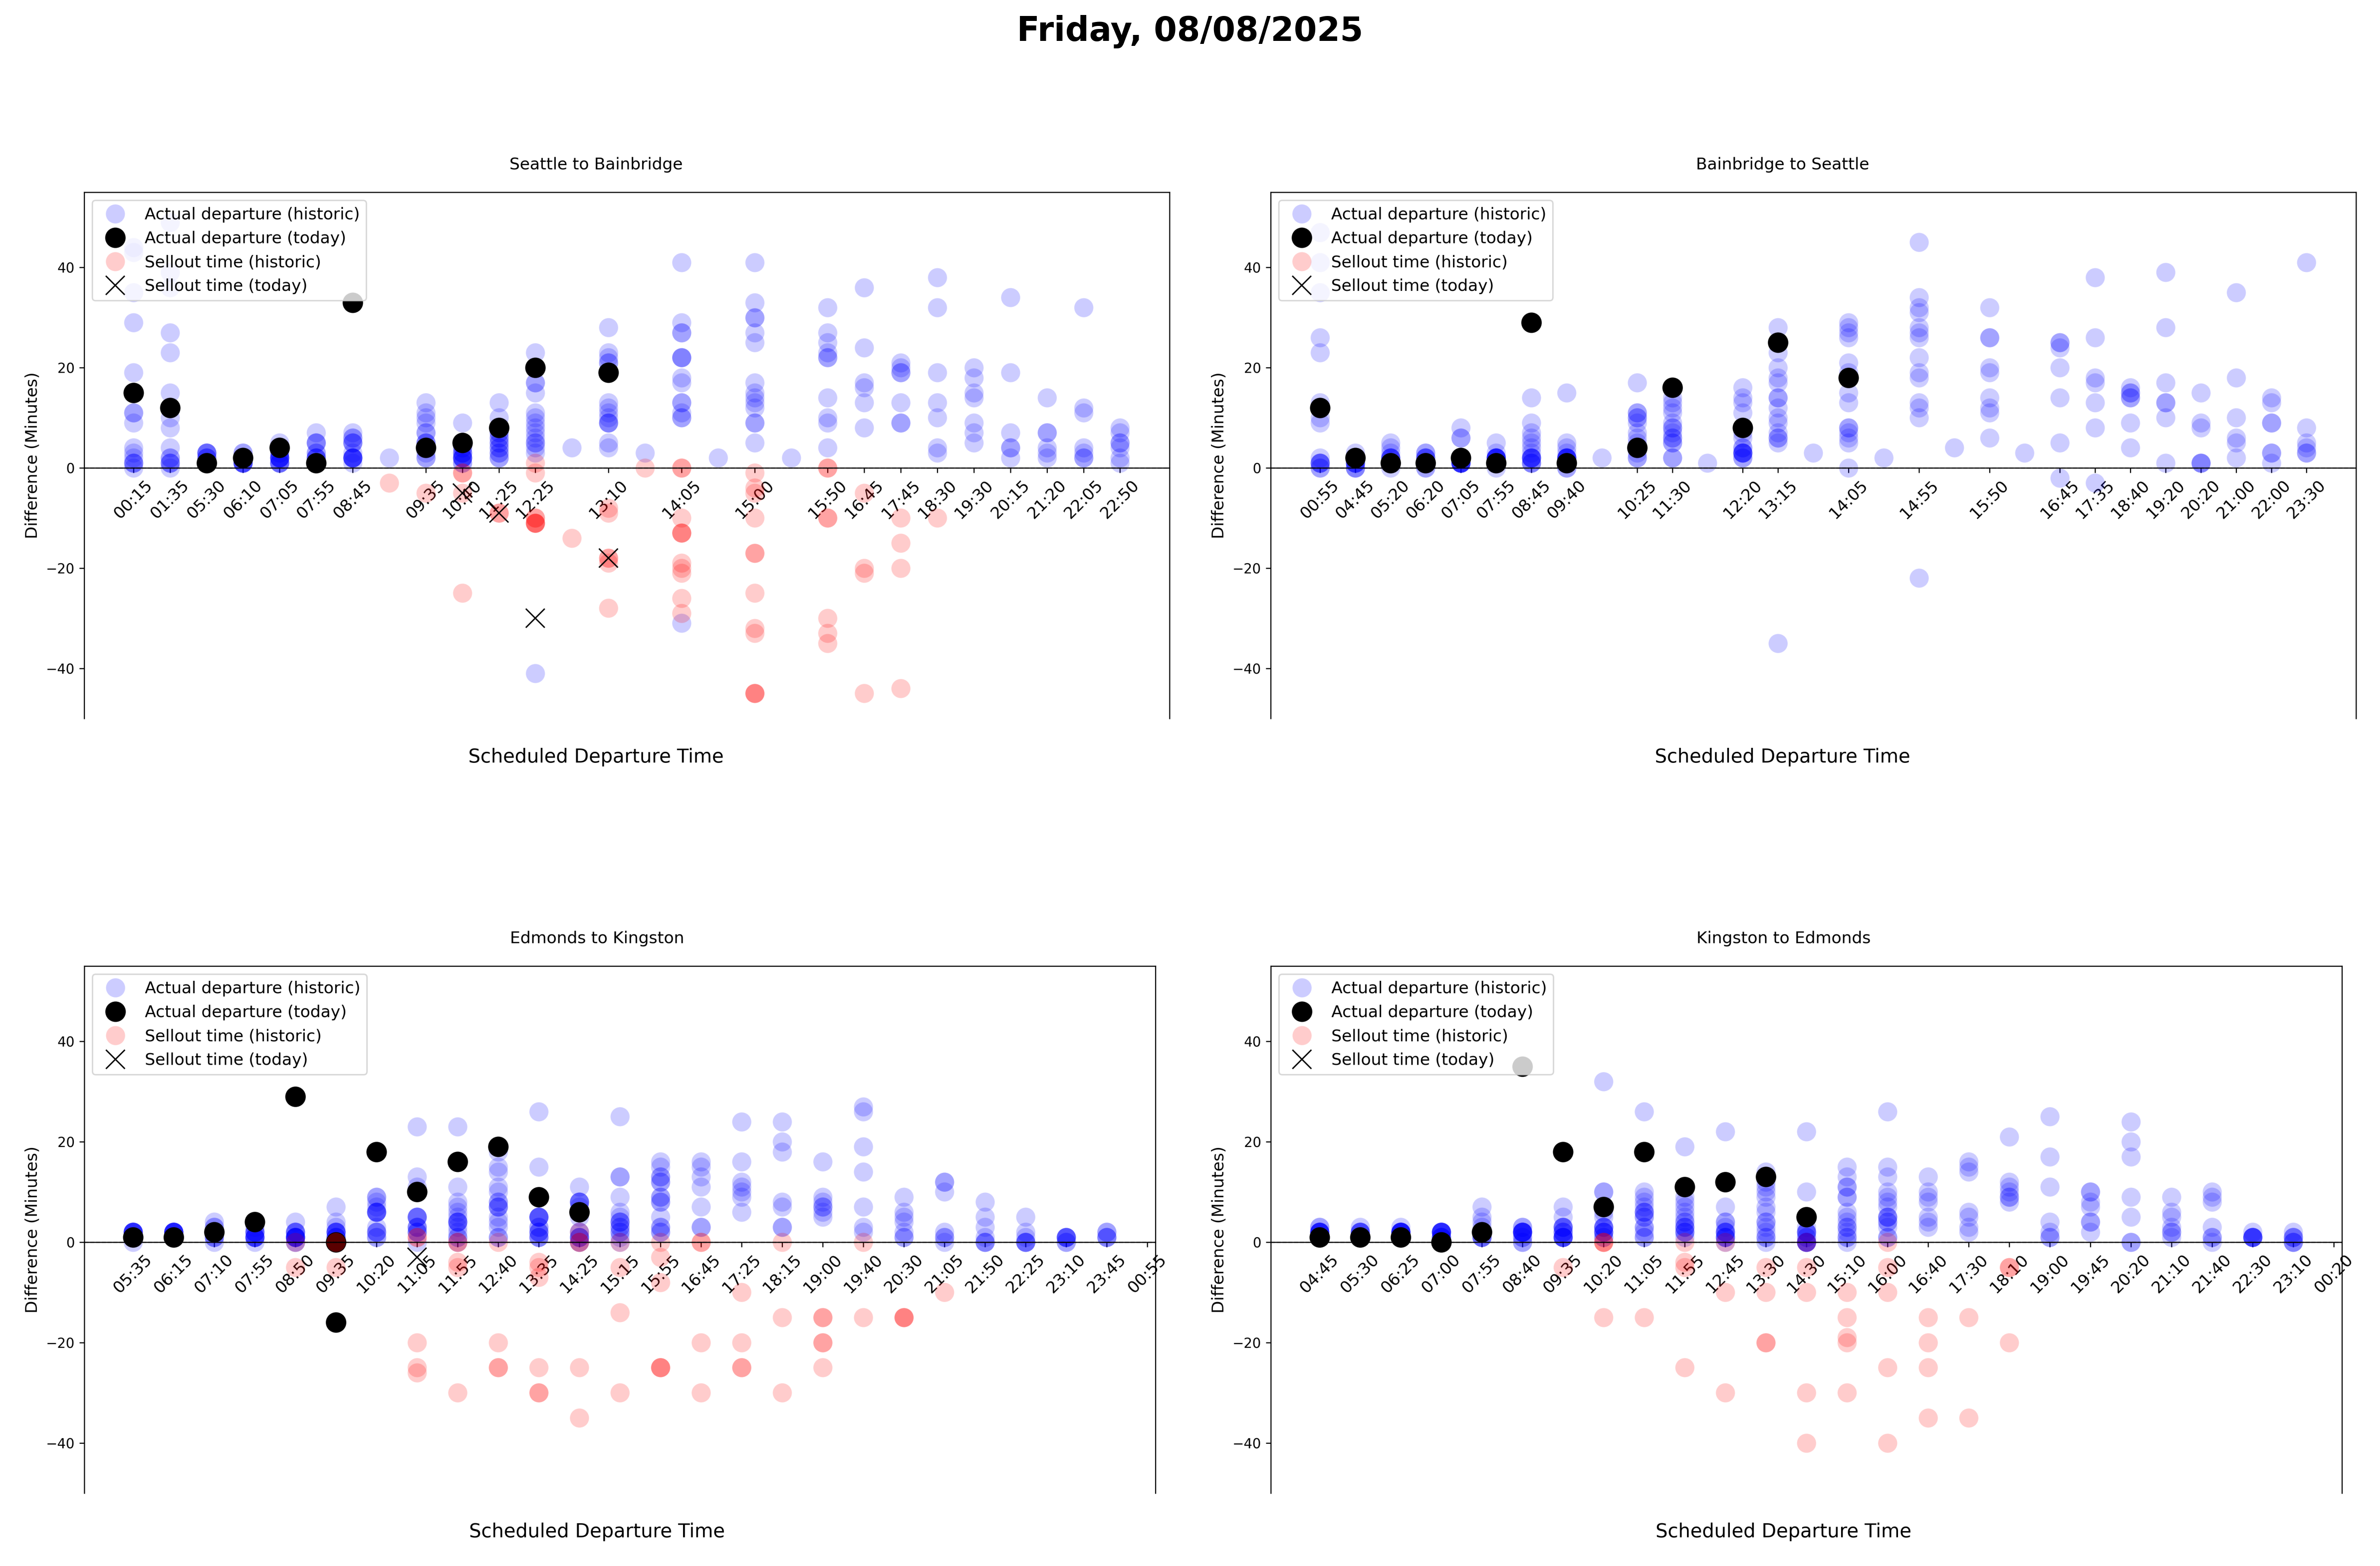 Friday, 08/08/2025
Seattle to Bainbridge
Actual departure (historic)
Actual departure (today)
Sellout time (historic)
Sellout time (today)
Difference (Minutes)
40
20
0
−20
−40
00:15 01:35 05:30 06:10 07:05 07:55 08:45 09:35 10:40 11:25 12:25 13:10 14:05 15:00 15:50 16:45 17:45 18:30 19:30 20:15 21:20 22:05 22:50
Scheduled Departure Time
Bainbridge to Seattle
Actual departure (historic)
Actual departure (today)
Sellout time (historic)
Sellout time (today)
Difference (Minutes)
40
20
0
−20
−40
00:55 04:45 05:20 06:20 07:05 07:55 08:45 09:40 10:25 11:30 12:20 13:15 14:05 14:55 15:50 16:45 17:35 18:40 19:20 20:20 21:00 22:00 23:30
Scheduled Departure Time
Edmonds to Kingston
Actual departure (historic)
Actual departure (today)
Sellout time (historic)
Sellout time (today)
Difference (Minutes)
40
20
0
−20
−40
05:35 06:15 07:10 07:55 08:50 09:35 10:20 11:05 11:55 12:40 13:35 14:25 15:15 15:55 16:45 17:25 18:15 19:00 19:40 20:30 21:05 21:50 22:25 23:10 23:45 00:55
Scheduled Departure Time
Kingston to Edmonds
Actual departure (historic)
Actual departure (today)
Sellout time (historic)
Sellout time (today)
Difference (Minutes)
40
20
0
−20
−40
04:45 05:30 06:25 07:00 07:55 08:40 09:35 10:20 11:05 11:55 12:45 13:30 14:30 15:10 16:00 16:40 17:30 18:10 19:00 19:45 20:20 21:10 21:40 22:30 23:10 00:20
Scheduled Departure Time